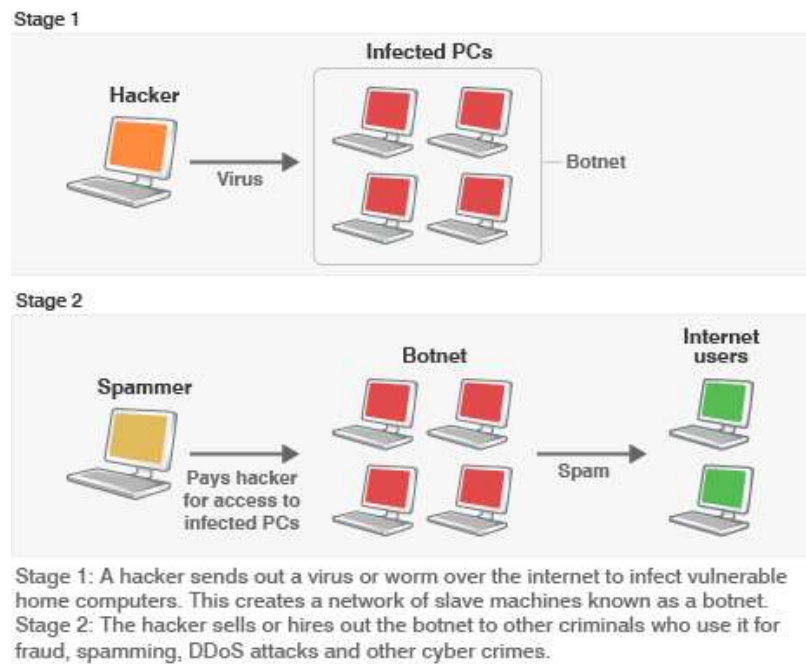 Stage 1
Infected PCs
Hacker
Virus
Botnet
Stage 2
Internet
users
Botnet
Spammer
Pays hacker
for access to
infected PCs
Spam
Stage 1: A hacker sends out a virus or worm over the internet to infect vulnerable
home computers. This creates a network of slave machines known as a botnet.
Stage 2: The hacker sells or hires out the botnet to other criminals who use it for
fraud, spamming, DDoS attacks and other cyber crimes.